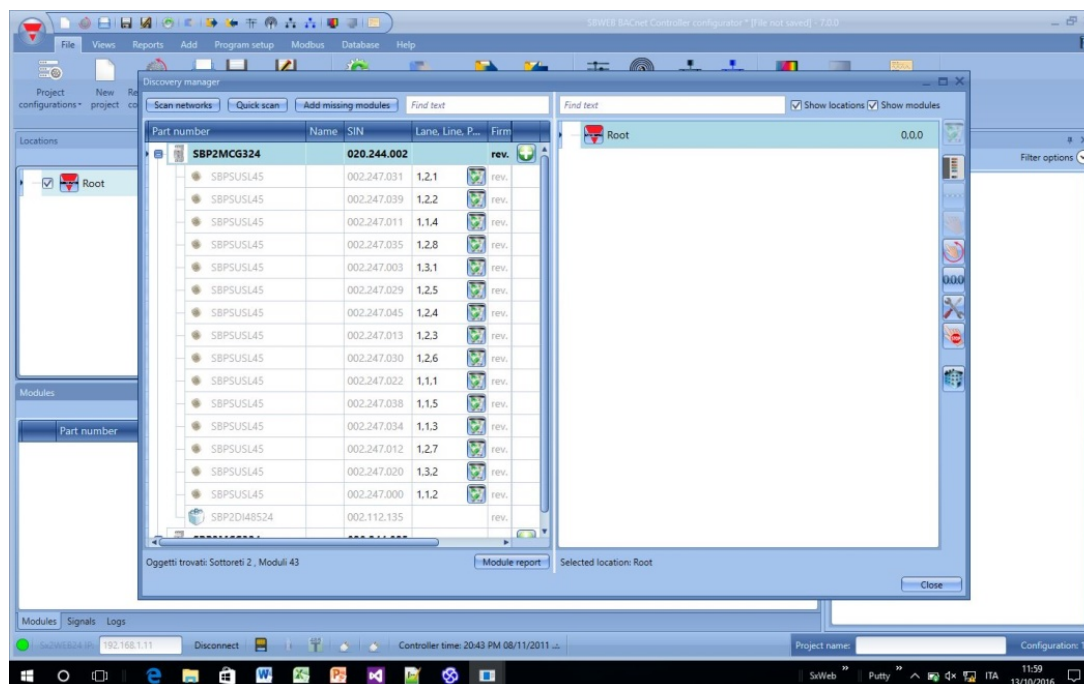 SBWEB BACnet Controller configurator * [File not saved] - 7.0.0
File Views Reports Add Program setup Modbus Database Help
Project configurations
New project
Discovery manager
Scan networks Quick scan Add missing modules Find text
Find text Show locations Show modules
Locations
Filter options
Root
Part number Name SIN Lane, Line, P... Firm
SBP2MCG324 020.244.002 rev.
SBPSUSL45 002.247.031 1,2,1 rev.
SBPSUSL45 002.247.039 1,2,2 rev.
SBPSUSL45 002.247.011 1,1,4 rev.
SBPSUSL45 002.247.035 1,2,8 rev.
SBPSUSL45 002.247.003 1,3,1 rev.
SBPSUSL45 002.247.029 1,2,5 rev.
SBPSUSL45 002.247.045 1,2,4 rev.
SBPSUSL45 002.247.013 1,2,3 rev.
SBPSUSL45 002.247.030 1,2,6 rev.
SBPSUSL45 002.247.022 1,1,1 rev.
SBPSUSL45 002.247.038 1,1,5 rev.
SBPSUSL45 002.247.034 1,1,3 rev.
SBPSUSL45 002.247.012 1,2,7 rev.
SBPSUSL45 002.247.020 1,3,2 rev.
SBPSUSL45 002.247.000 1,1,2 rev.
SBP2DI48524 002.112.135 rev.
Root 0,0,0
0,0,0
Modules
Part number
Oggetti trovati: Sottoreti 2 , Moduli 43
Module report
Selected location: Root
Close
Modules Signals Logs
Sx2WEB24 IP: 192.168.1.11 Disconnect Controller time: 20:43 PM 08/11/2011 Project name: Configuration:
SxWeb Putty ITA 11:59
13/10/2016